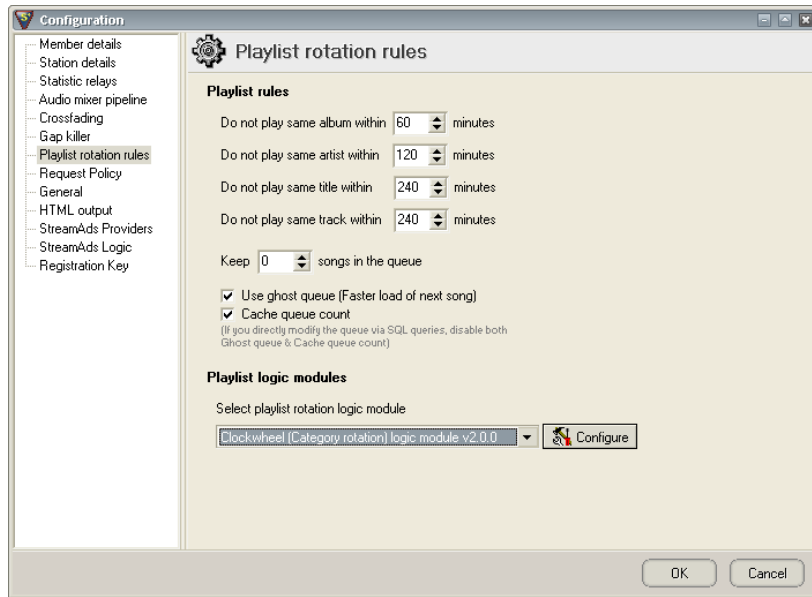 Configuration
Member details
Station details
Statistic relays
Audio mixer pipeline
Crossfading
Gap killer
Playlist rotation rules
Request Policy
General
HTML output
StreamAds Providers
StreamAds Logic
Registration Key
Playlist rotation rules
Playlist rules
Do not play same album within 60 minutes
Do not play same artist within 120 minutes
Do not play same title within 240 minutes
Do not play same track within 240 minutes
Keep 0 songs in the queue
Use ghost queue (Faster load of next song)
Cache queue count
(If you directly modify the queue via SQL queries, disable both
Ghost queue & Cache queue count)
Playlist logic modules
Select playlist rotation logic module
Clockwheel (Category rotation) logic module v2.0.0 Configure
OK Cancel